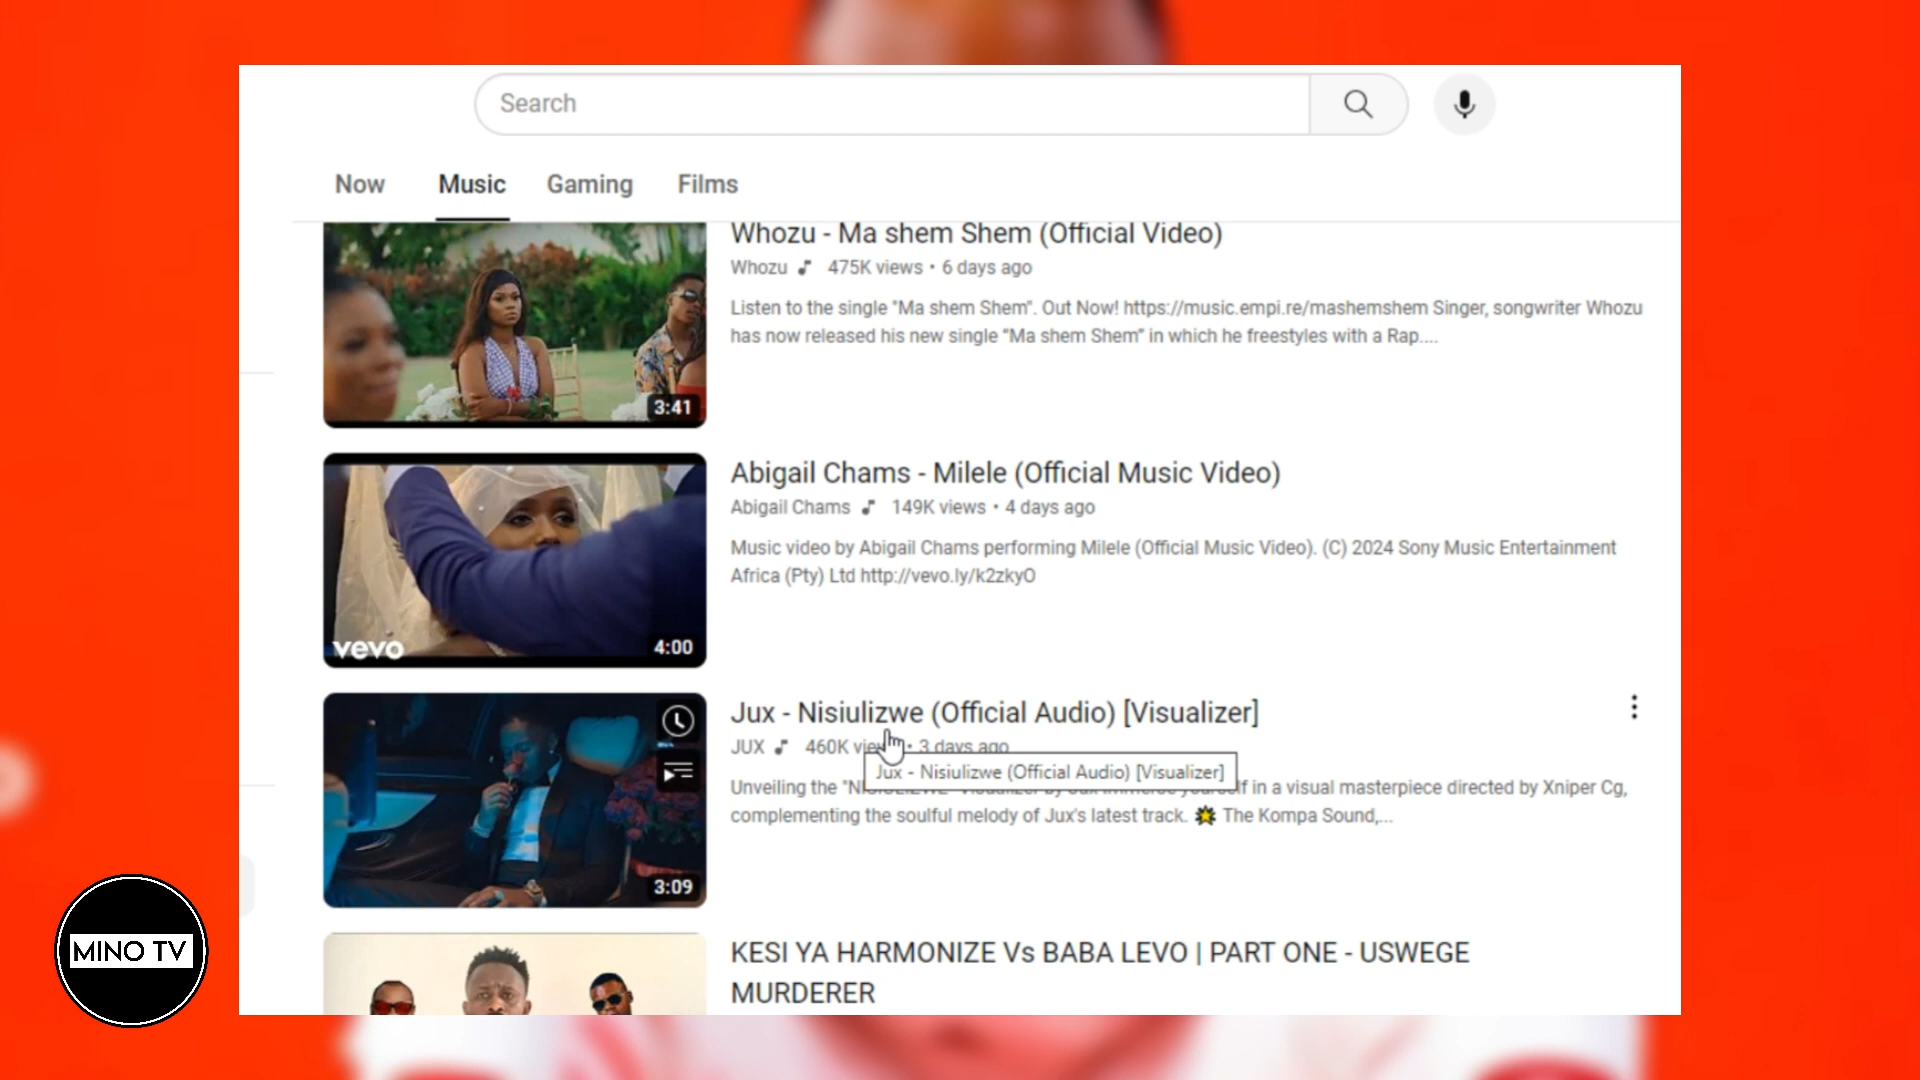 Search
Now Music Gaming Films
Whozu - Ma shem Shem (Official Video)
Whozu 475K views • 6 days ago
Listen to the single "Ma shem Shem". Out Now! https://music.empi.re/mashemshem Singer, songwriter Whozu
has now released his new single "Ma shem Shem" in which he freestyles with a Rap....
3:41
Abigail Chams - Milele (Official Music Video)
Abigail Chams 149K views • 4 days ago
Music video by Abigail Chams performing Milele (Official Music Video). (C) 2024 Sony Music Entertainment
Africa (Pty) Ltd http://vevo.ly/k2zkyO
vevo
4:00
Jux - Nisiulizwe (Official Audio) [Visualizer]
JUX 460K • 3 days ago
Jux - Nisiulizwe (Official Audio) [Visualizer]
Unveiling the in a visual masterpiece directed by Xniper Cg,
complementing the soulful melody of Jux's latest track. 🌟 The Kompa Sound,...
3:09
KESI YA HARMONIZE Vs BABA LEVO | PART ONE - USWEGE
MURDERER
MINO TV